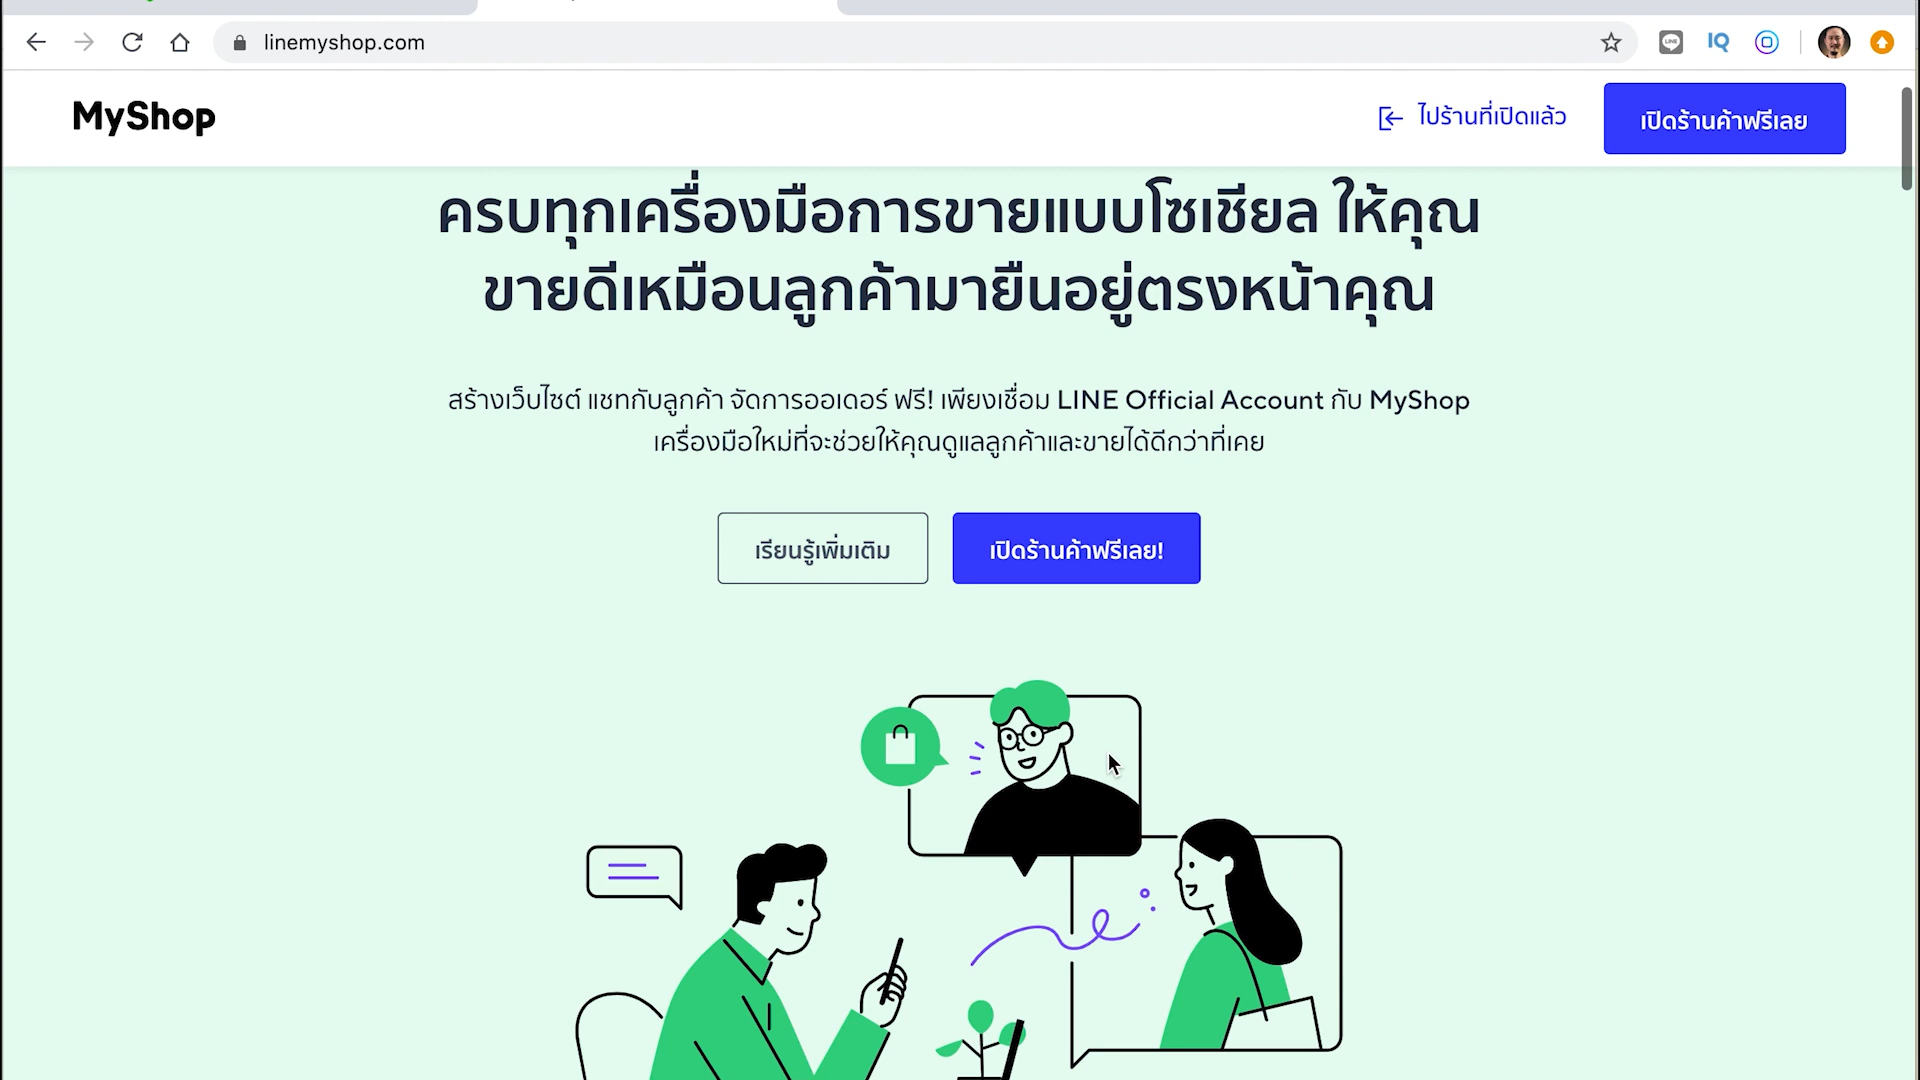 linemyshop.com
IQ
MyShop
ไปร้านที่เปิดแล้ว
เปิดร้านค้าฟรีเลย
ครบทุกเครื่องมือการขายแบบโซเชียล ให้คุณ
ขายดีเหมือนลูกค้ามายืนอยู่ตรงหน้าคุณ
สร้างเว็บไซต์ แชทกับลูกค้า จัดการออเดอร์ ฟรี! เพียงเชื่อม LINE Official Account กับ MyShop
เครื่องมือใหม่ที่จะช่วยให้คุณดูแลลูกค้าและขายได้ดีกว่าที่เคย
เรียนรู้เพิ่มเติม
เปิดร้านค้าฟรีเลย!